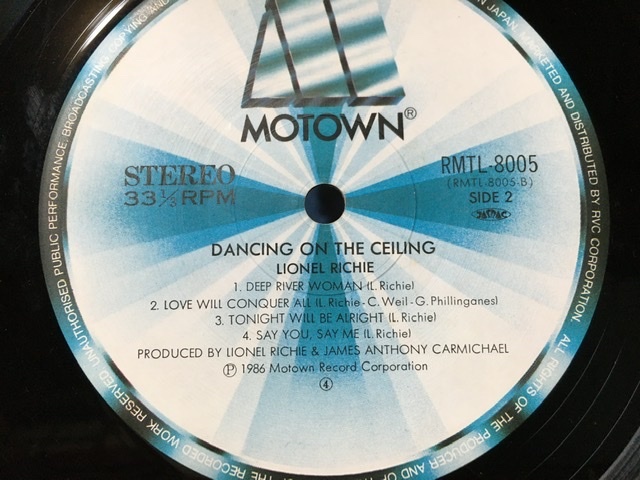 MOTOWN®
STEREO
33⅓ RPM
RMTL-8005
(RMTL-8005-B)
SIDE 2
JASRAC
DANCING ON THE CEILING
LIONEL RICHIE
1. DEEP RIVER WOMAN (L. Richie)
2. LOVE WILL CONQUER ALL (L. Richie - C. Weil - G. Phillinganes)
3. TONIGHT WILL BE ALRIGHT (L. Richie)
4. SAY YOU, SAY ME (L. Richie)
PRODUCED BY LIONEL RICHIE & JAMES ANTHONY CARMICHAEL
Ⓟ 1986 Motown Record Corporation
④
IN JAPAN. MARKETED AND DISTRIBUTED BY RVC CORPORATION.
ALL RIGHTS OF THE PRODUCER AND OF
OF THE RECORDED WORK RESERVED UNAUTHORISED PUBLIC PERFORMANCE, BROADCASTING, COPYING AND